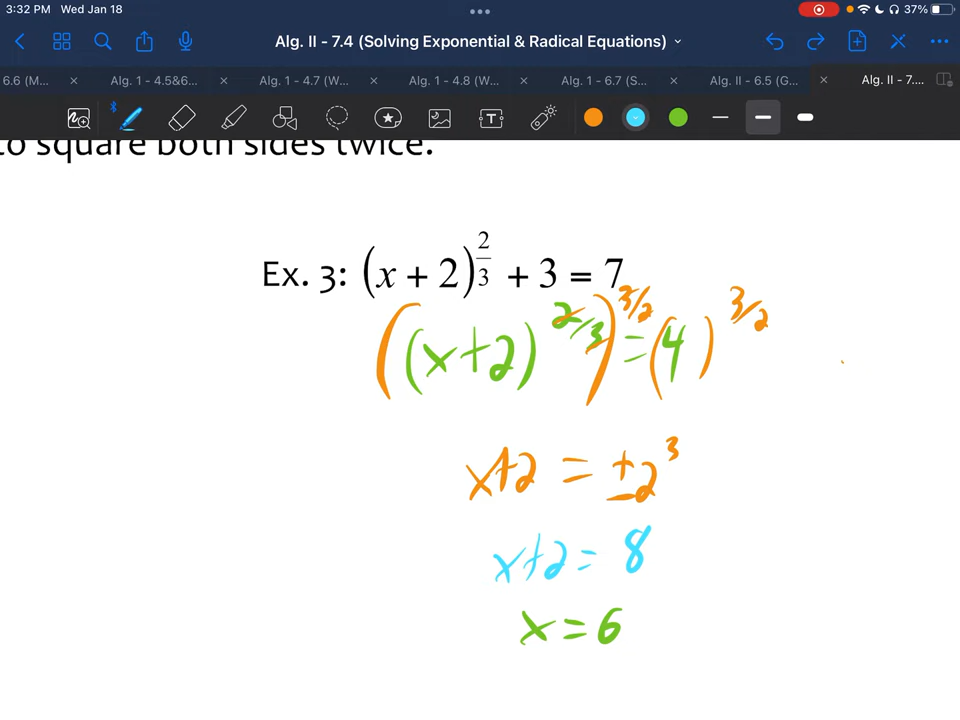 3:32 PM Wed Jan 18
37%
Alg. II - 7.4 (Solving Exponential & Radical Equations)
6.6 (M... Alg. 1 - 4.5&6... Alg. 1 - 4.7 (W... Alg. 1 - 4.8 (W... Alg. 1 - 6.7 (S... Alg. II - 6.5 (G... Alg. II - 7....
to square both sides twice.
Ex. 3: (x + 2)^(2/3) + 3 = 7
((x+2)^(2/3))^(3/2) = (4)^(3/2)
x+2 = ±2^3
x+2 = 8
x = 6